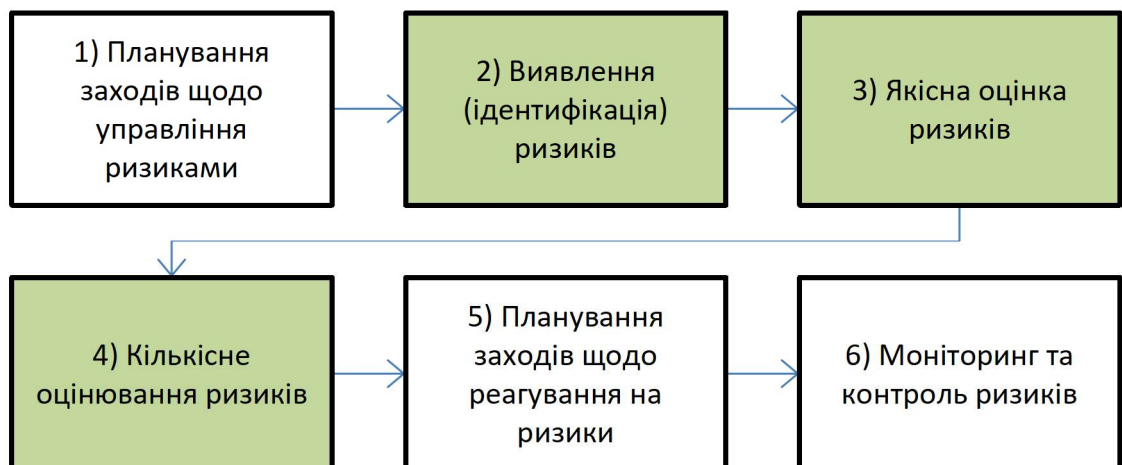 1) Планування
заходів щодо
управління
ризиками
2) Виявлення
(ідентифікація)
ризиків
3) Якісна оцінка
ризиків
4) Кількісне
оцінювання ризиків
5) Планування
заходів щодо
реагування на
ризики
6) Моніторинг та
контроль ризиків